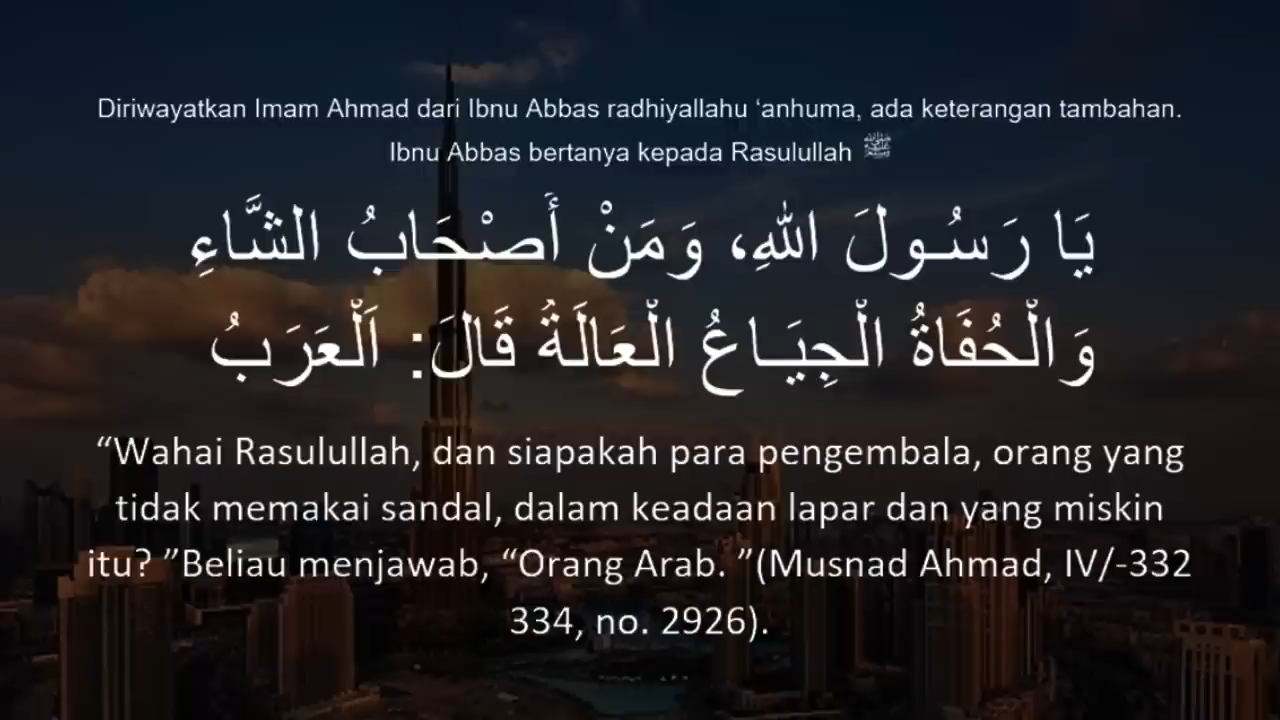 Diriwayatkan Imam Ahmad dari Ibnu Abbas radhiyallahu ‘anhuma, ada keterangan tambahan.
Ibnu Abbas bertanya kepada Rasulullah ﷺ
يَا رَسُولَ اللهِ، وَمَنْ أَصْحَابُ الشَّاءِ
وَالْحُفَاةُ الْجِيَاعُ الْعَالَةُ قَالَ: اَلْعَرَبُ
“Wahai Rasulullah, dan siapakah para pengembala, orang yang
tidak memakai sandal, dalam keadaan lapar dan yang miskin
itu? ”Beliau menjawab, “Orang Arab. ”(Musnad Ahmad, IV/-332
334, no. 2926).